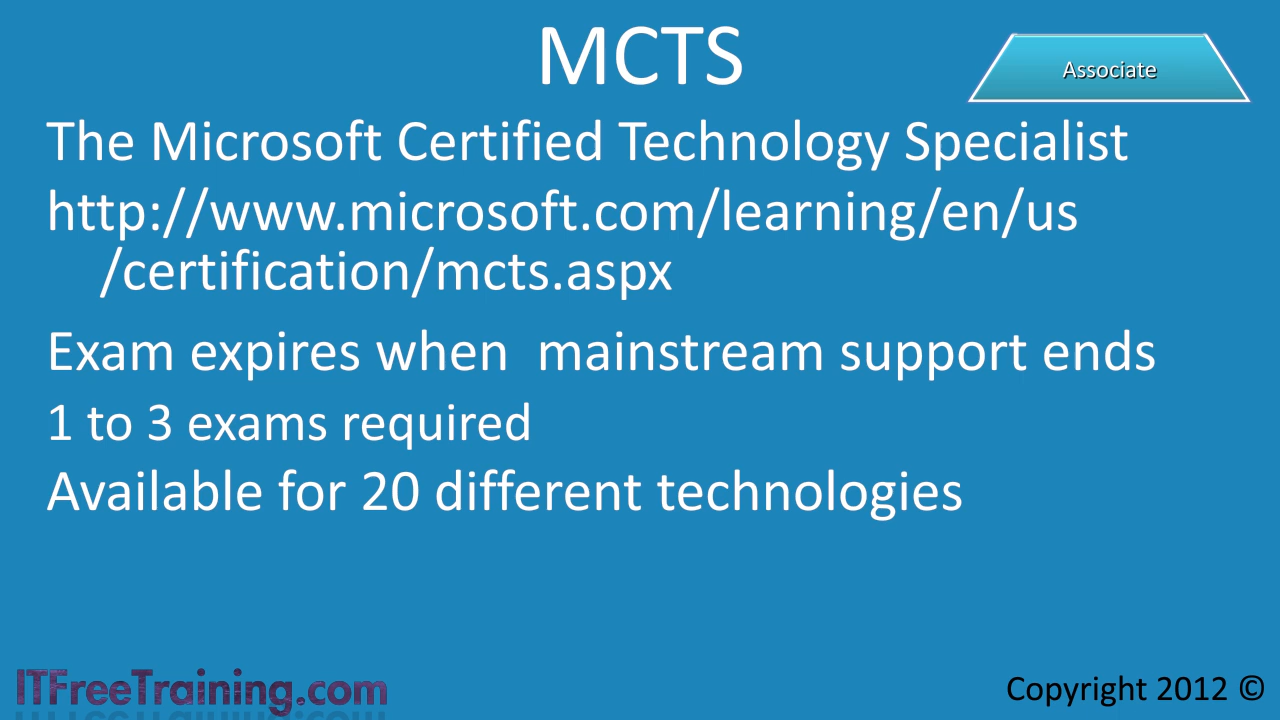 MCTS
Associate
The Microsoft Certified Technology Specialist
http://www.microsoft.com/learning/en/us
/certification/mcts.aspx
Exam expires when  mainstream support ends
1 to 3 exams required
Available for 20 different technologies
ITFreeTraining.com
Copyright 2012 ©